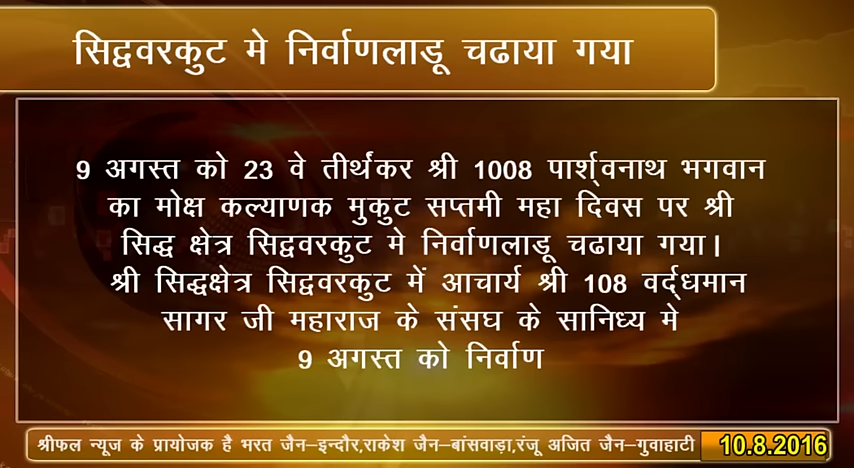 सिद्ववरकुट मे निर्वाणलाडू चढाया गया
9 अगस्त को 23 वे तीर्थंकर श्री 1008 पार्श्वनाथ भगवान
का मोक्ष कल्याणक मुकुट सप्तमी महा दिवस पर श्री
सिद्ध क्षेत्र सिद्ववरकुट मे निर्वाणलाडू चढाया गया।
श्री सिद्धक्षेत्र सिद्ववरकुट में आचार्य श्री 108 वर्द्धमान
सागर जी महाराज के संसघ के सानिध्य मे
9 अगस्त को निर्वाण
श्रीफल न्यूज के प्रायोजक है भरत जैन–इन्दौर,राकेश जैन–बांसवाड़ा,रंजू अजित जैन–गुवाहाटी 10.8.2016